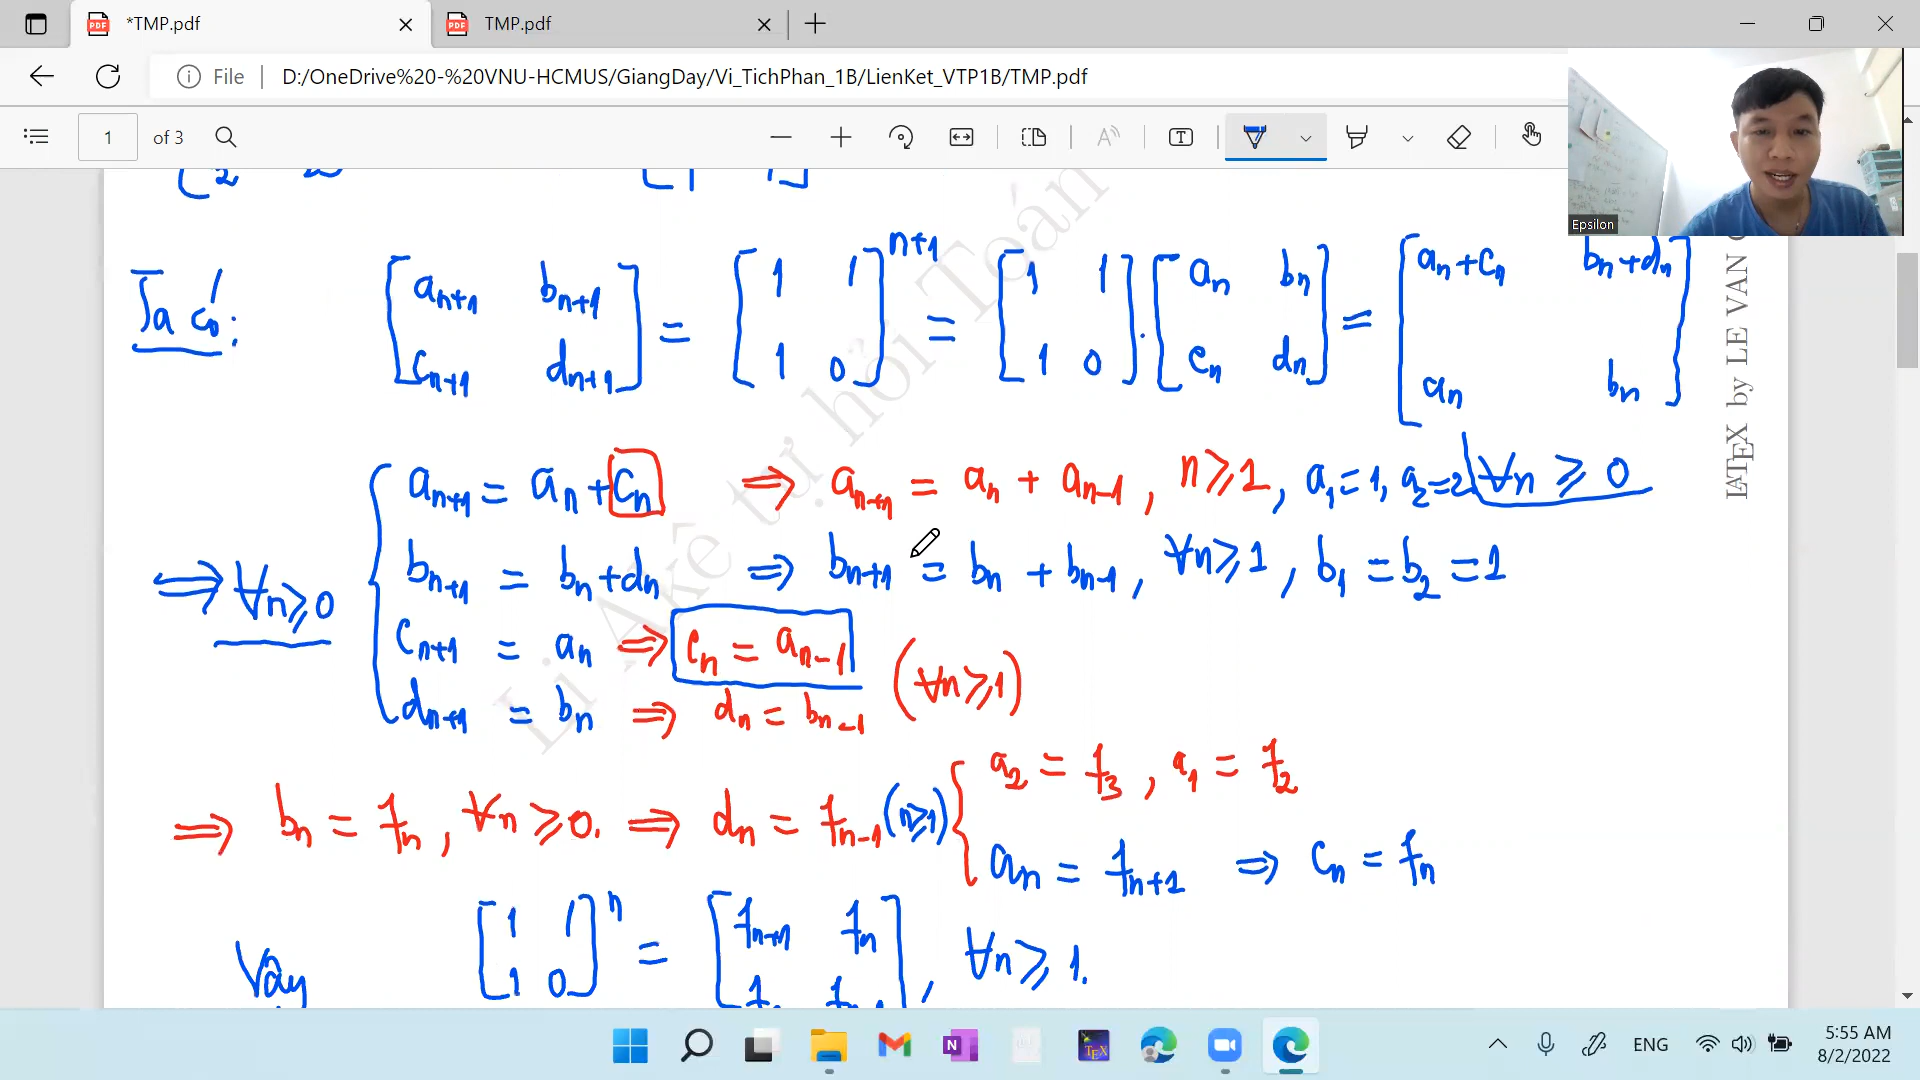 *TMP.pdf
TMP.pdf
File D:/OneDrive%20-%20VNU-HCMUS/GiangDay/Vi_TichPhan_1B/LienKet_VTP1B/TMP.pdf
1 of 3
Epsilon
Ta có: [a_{n+1} b_{n+1}; c_{n+1} d_{n+1}] = [1 1; 1 0]^{n+1} = [1 1; 1 0] . [a_n b_n; c_n d_n] = [a_n + c_n b_n + d_n; a_n b_n]
a_{n+1} = a_n + c_n ⇒ a_{n+1} = a_n + a_{n-1}, n ≥ 1, a_1 = 1, a_2 = 2 ∀n ≥ 0
⇔ ∀n ≥ 0 b_{n+1} = b_n + d_n ⇒ b_{n+1} = b_n + b_{n-1}, ∀n ≥ 1, b_1 = b_2 = 1
c_{n+1} = a_n ⇒ c_n = a_{n-1} (∀n ≥ 1)
d_{n+1} = b_n ⇒ d_n = b_{n-1}
a_2 = f_3, a_1 = f_2
⇒ b_n = f_n, ∀n ≥ 0. ⇒ d_n = f_{n-1} (n ≥ 1)
a_n = f_{n+1} ⇒ c_n = f_n
Vậy [1 1; 1 0]^n = [f_{n+1} f_n; f_n f_{n-1}], ∀n ≥ 1.
Li Akê tự hỏi Toán
LATEX by LE VAN
ENG
5:55 AM
8/2/2022